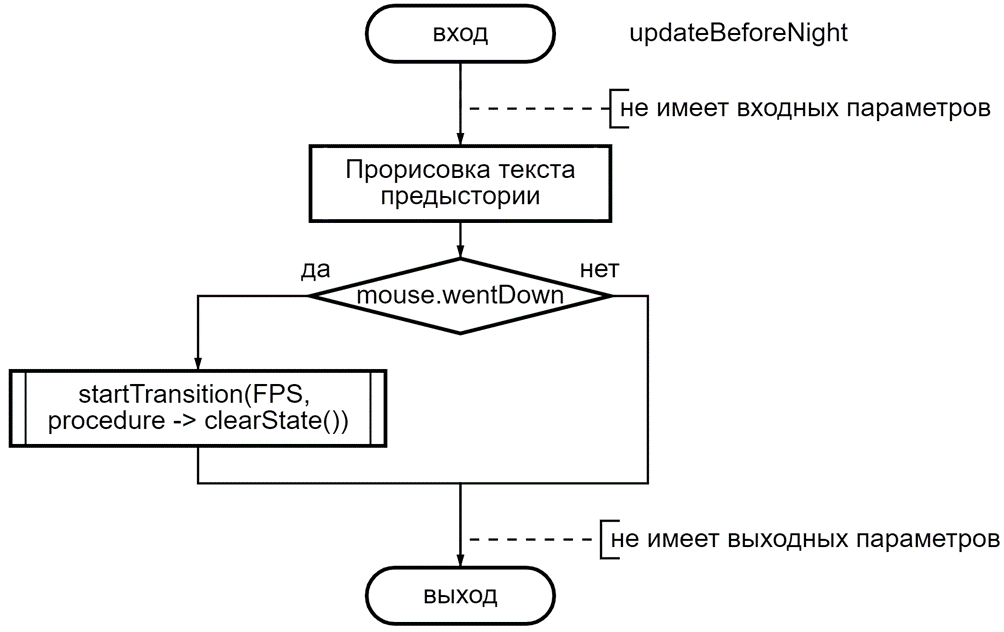 вход
updateBeforeNight
не имеет входных параметров
Прорисовка текста
предыстории
да
нет
mouse.wentDown
startTransition(FPS,
procedure -> clearState())
не имеет выходных параметров
выход